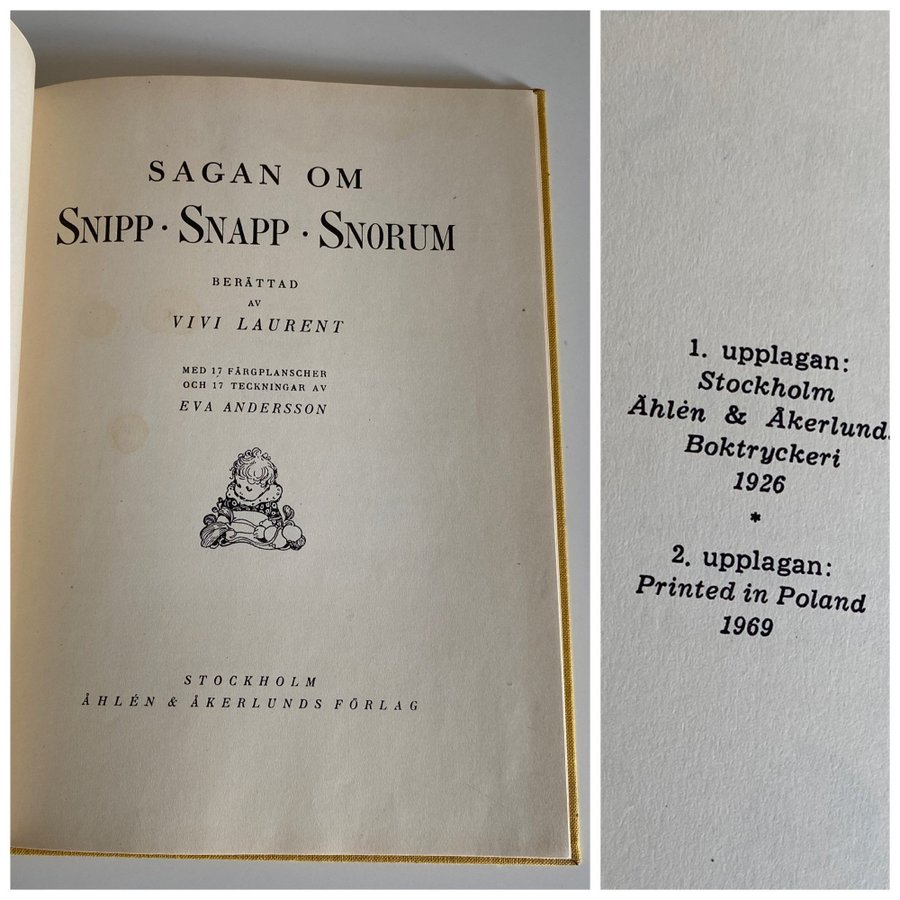 SAGAN OM
SNIPP · SNAPP · SNORUM
BERÄTTAD
AV
VIVI LAURENT
MED 17 FÄRGPLANSCHER
OCH 17 TECKNINGAR AV
EVA ANDERSSON
STOCKHOLM
ÅHLÉN & ÅKERLUNDS FÖRLAG
1. upplagan:
Stockholm
Åhlén & Åkerlunds
Boktryckeri
1926
*
2. upplagan:
Printed in Poland
1969